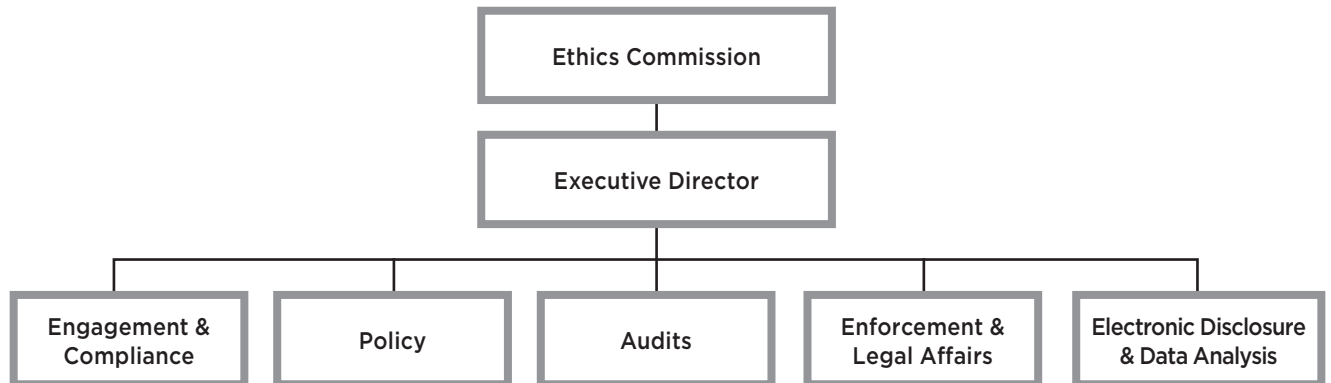 Ethics Commission
Executive Director
Engagement &
Compliance
Policy
Audits
Enforcement &
Legal Affairs
Electronic Disclosure
& Data Analysis